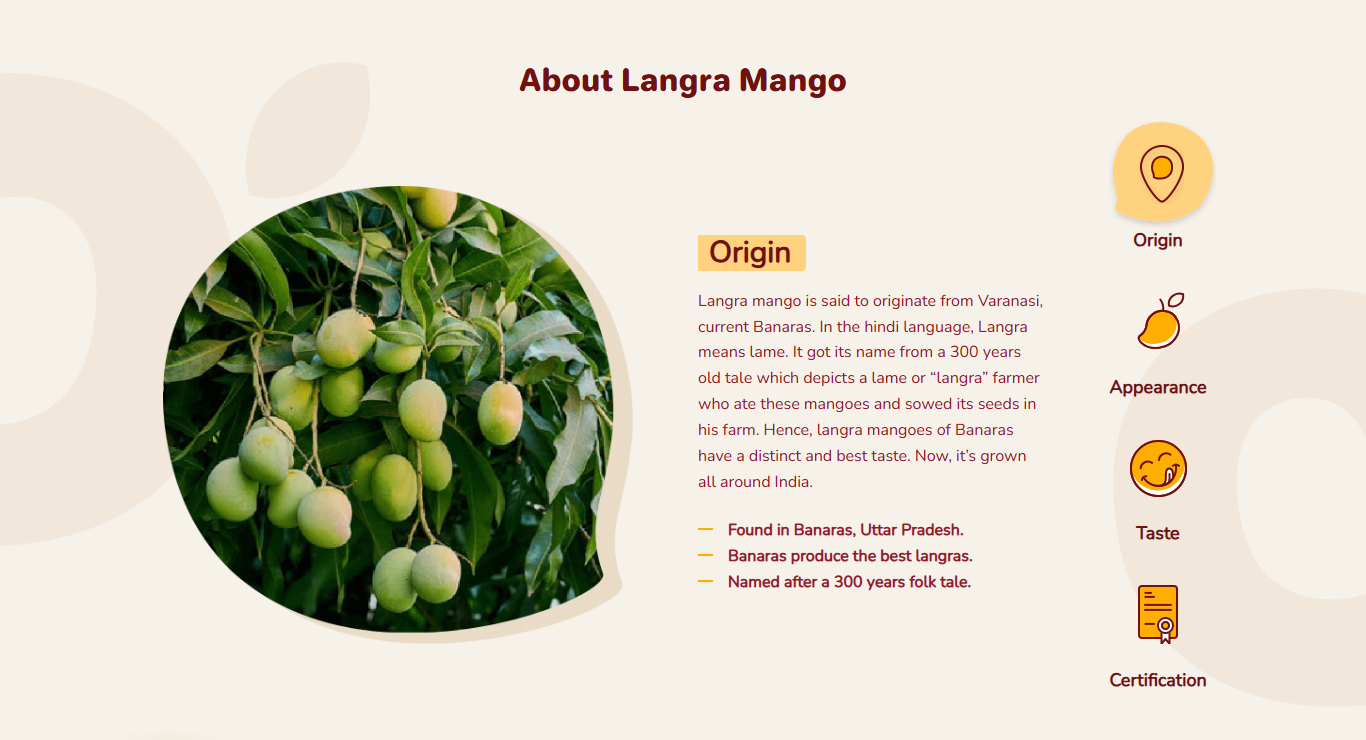 About Langra Mango
Origin
Langra mango is said to originate from Varanasi,
current Banaras. In the hindi language, Langra
means lame. It got its name from a 300 years
old tale which depicts a lame or “langra” farmer
who ate these mangoes and sowed its seeds in
his farm. Hence, langra mangoes of Banaras
have a distinct and best taste. Now, it’s grown
all around India.
Found in Banaras, Uttar Pradesh.
Banaras produce the best langras.
Named after a 300 years folk tale.
Origin
Appearance
Taste
Certification